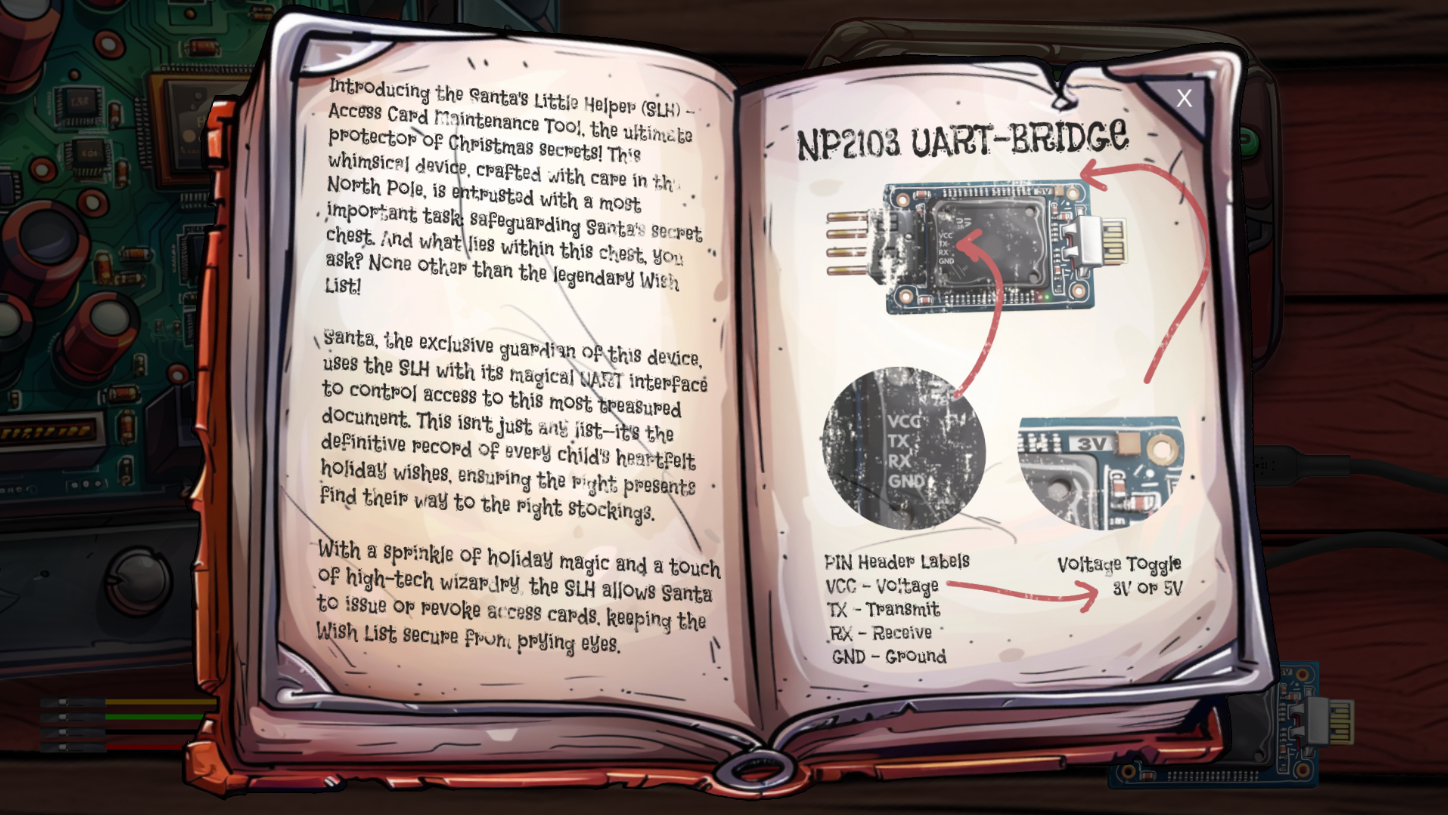 Introducing the Santa's Little Helper (SLH) –
Access Card Maintenance Tool, the ultimate
protector of Christmas secrets! This
whimsical device, crafted with care in the
North Pole, is entrusted with a most
important task: safeguarding Santa's secret
chest. And what lies within this chest, you
ask? None other than the legendary Wish
List!
Santa, the exclusive guardian of this device,
uses the SLH with its magical UART interface
to control access to this most treasured
document. This isn't just any list—it's the
definitive record of every child's heartfelt
holiday wishes, ensuring the right presents
find their way to the right stockings.
With a sprinkle of holiday magic and a touch
of high-tech wizardry, the SLH allows Santa
to issue or revoke access cards, keeping the
Wish List secure from prying eyes.
X
NP2103 UART-BRIDGE
5V
VCC
TX
RX
GND
VCC
TX
RX
GND
3V
PIN Header Labels
VCC – Voltage
TX – Transmit
RX – Receive
GND – Ground
Voltage Toggle
3V or 5V